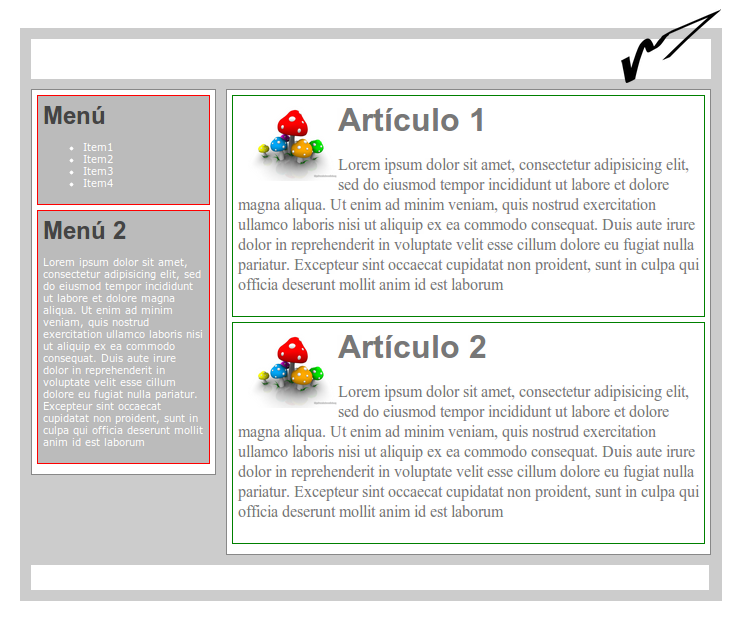 Menú
Item1
Item2
Item3
Item4
Menú 2
Lorem ipsum dolor sit amet,
consectetur adipisicing elit, sed
do eiusmod tempor incididunt
ut labore et dolore magna
aliqua. Ut enim ad minim
veniam, quis nostrud
exercitation ullamco laboris nisi
ut aliquip ex ea commodo
consequat. Duis aute irure
dolor in reprehenderit in
voluptate velit esse cillum
dolore eu fugiat nulla pariatur.
Excepteur sint occaecat
cupidatat non proident, sunt in
culpa qui officia deserunt mollit
anim id est laborum
Artículo 1
Lorem ipsum dolor sit amet, consectetur adipisicing elit,
sed do eiusmod tempor incididunt ut labore et dolore
magna aliqua. Ut enim ad minim veniam, quis nostrud exercitation
ullamco laboris nisi ut aliquip ex ea commodo consequat. Duis aute irure
dolor in reprehenderit in voluptate velit esse cillum dolore eu fugiat nulla
pariatur. Excepteur sint occaecat cupidatat non proident, sunt in culpa qui
officia deserunt mollit anim id est laborum
Artículo 2
Lorem ipsum dolor sit amet, consectetur adipisicing elit,
sed do eiusmod tempor incididunt ut labore et dolore
magna aliqua. Ut enim ad minim veniam, quis nostrud exercitation
ullamco laboris nisi ut aliquip ex ea commodo consequat. Duis aute irure
dolor in reprehenderit in voluptate velit esse cillum dolore eu fugiat nulla
pariatur. Excepteur sint occaecat cupidatat non proident, sunt in culpa qui
officia deserunt mollit anim id est laborum